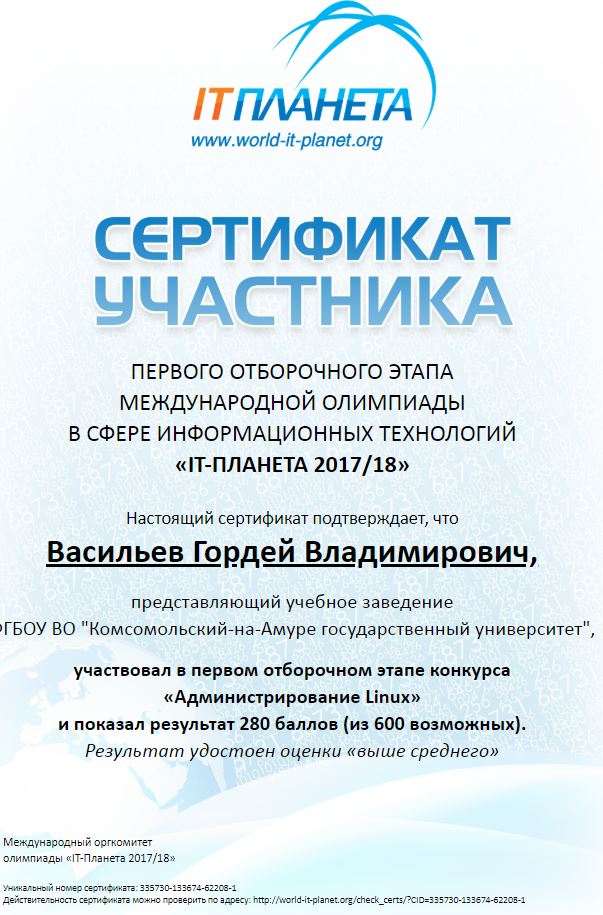 ITПЛАНЕТА
www.world-it-planet.org
СЕРТИФИКАТ
УЧАСТНИКА
ПЕРВОГО ОТБОРОЧНОГО ЭТАПА
МЕЖДУНАРОДНОЙ ОЛИМПИАДЫ
В СФЕРЕ ИНФОРМАЦИОННЫХ ТЕХНОЛОГИЙ
«IT-ПЛАНЕТА 2017/18»
Настоящий сертификат подтверждает, что
Васильев Гордей Владимирович,
представляющий учебное заведение
ФГБОУ ВО "Комсомольский-на-Амуре государственный университет",
участвовал в первом отборочном этапе конкурса
«Администрирование Linux»
и показал результат 280 баллов (из 600 возможных).
Результат удостоен оценки «выше среднего»
Международный оргкомитет
олимпиады «IT-Планета 2017/18»
Уникальный номер сертификата: 335730-133674-62208-1
Действительность сертификата можно проверить по адресу: http://world-it-planet.org/check_certs/?CID=335730-133674-62208-1